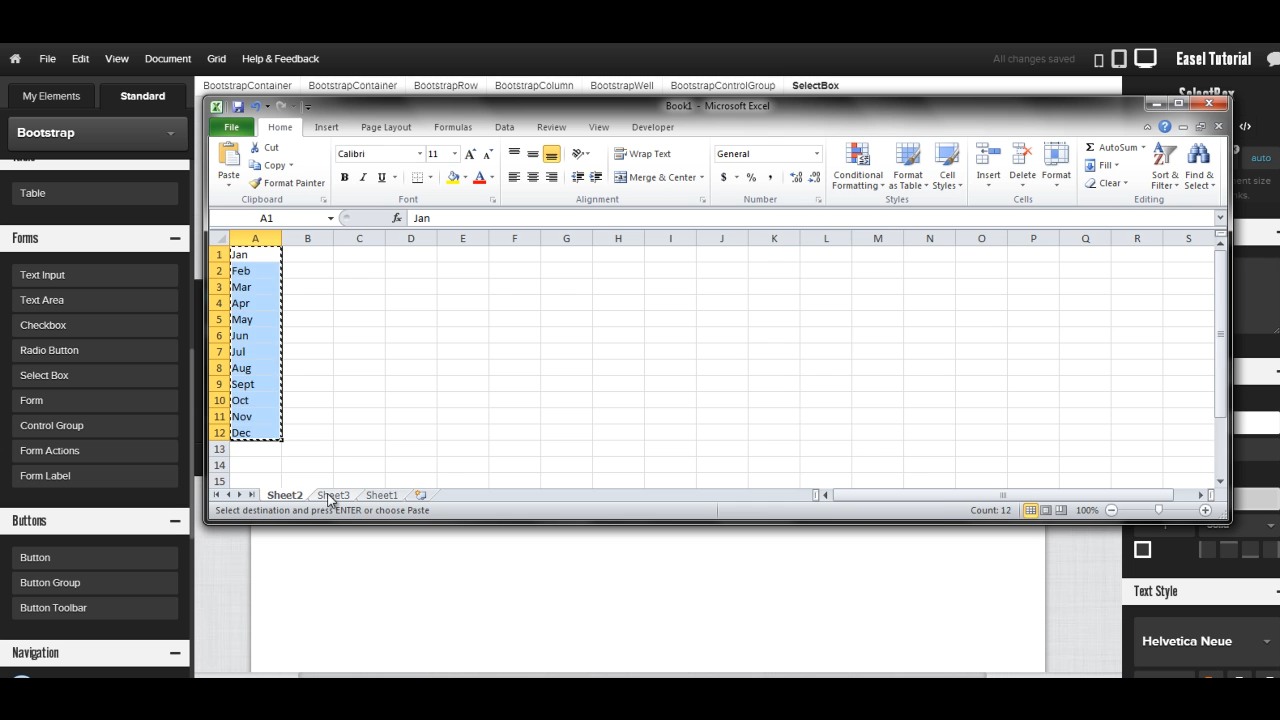 File Edit View Document Grid Help & Feedback All changes saved Easel Tutorial
My Elements Standard BootstrapContainer BootstrapContainer BootstrapRow BootstrapColumn BootstrapWell BootstrapControlGroup SelectBox
Bootstrap
Book1 - Microsoft Excel
File Home Insert Page Layout Formulas Data Review View Developer
Paste Cut Copy Format Painter
Calibri 11 B I U A A A
Wrap Text
Merge & Center
General
$ % ,
Conditional Formatting Format as Table Cell Styles
Insert Delete Format
AutoSum Fill Clear Sort & Filter Find & Select
auto
Clipboard Font Alignment Number Styles Cells Editing
A1 fx Jan
A B C D E F G H I J K L M N O P Q R S
1 Jan
2 Feb
3 Mar
4 Apr
5 May
6 Jun
7 Jul
8 Aug
9 Sept
10 Oct
11 Nov
12 Dec
13
14
15
Sheet2 Sheet3 Sheet1
Select destination and press ENTER or choose Paste Count: 12 100%
Table
Forms
Text Input
Text Area
Checkbox
Radio Button
Select Box
Form
Control Group
Form Actions
Form Label
Buttons
Button
Button Group
Button Toolbar
Navigation
Text Style
Helvetica Neue